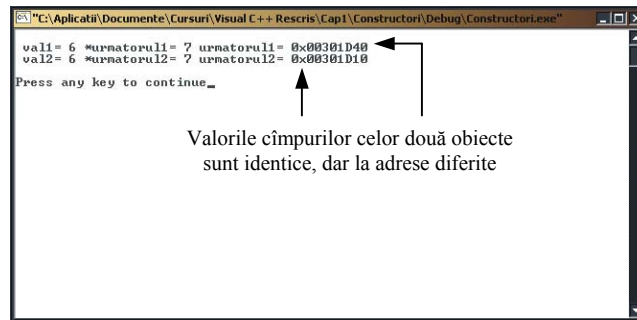 "C:\Aplicatii\Documente\Cursuri\Visual C++ Rescris\Cap1\Constructori\Debug\Constructori.exe"
val1= 6 *urmatorul1= 7 urmatorul1= 0x00301D40
val2= 6 *urmatorul2= 7 urmatorul2= 0x00301D10
Press any key to continue_
Valorile cîmpurilor celor două obiecte
sunt identice, dar la adrese diferite